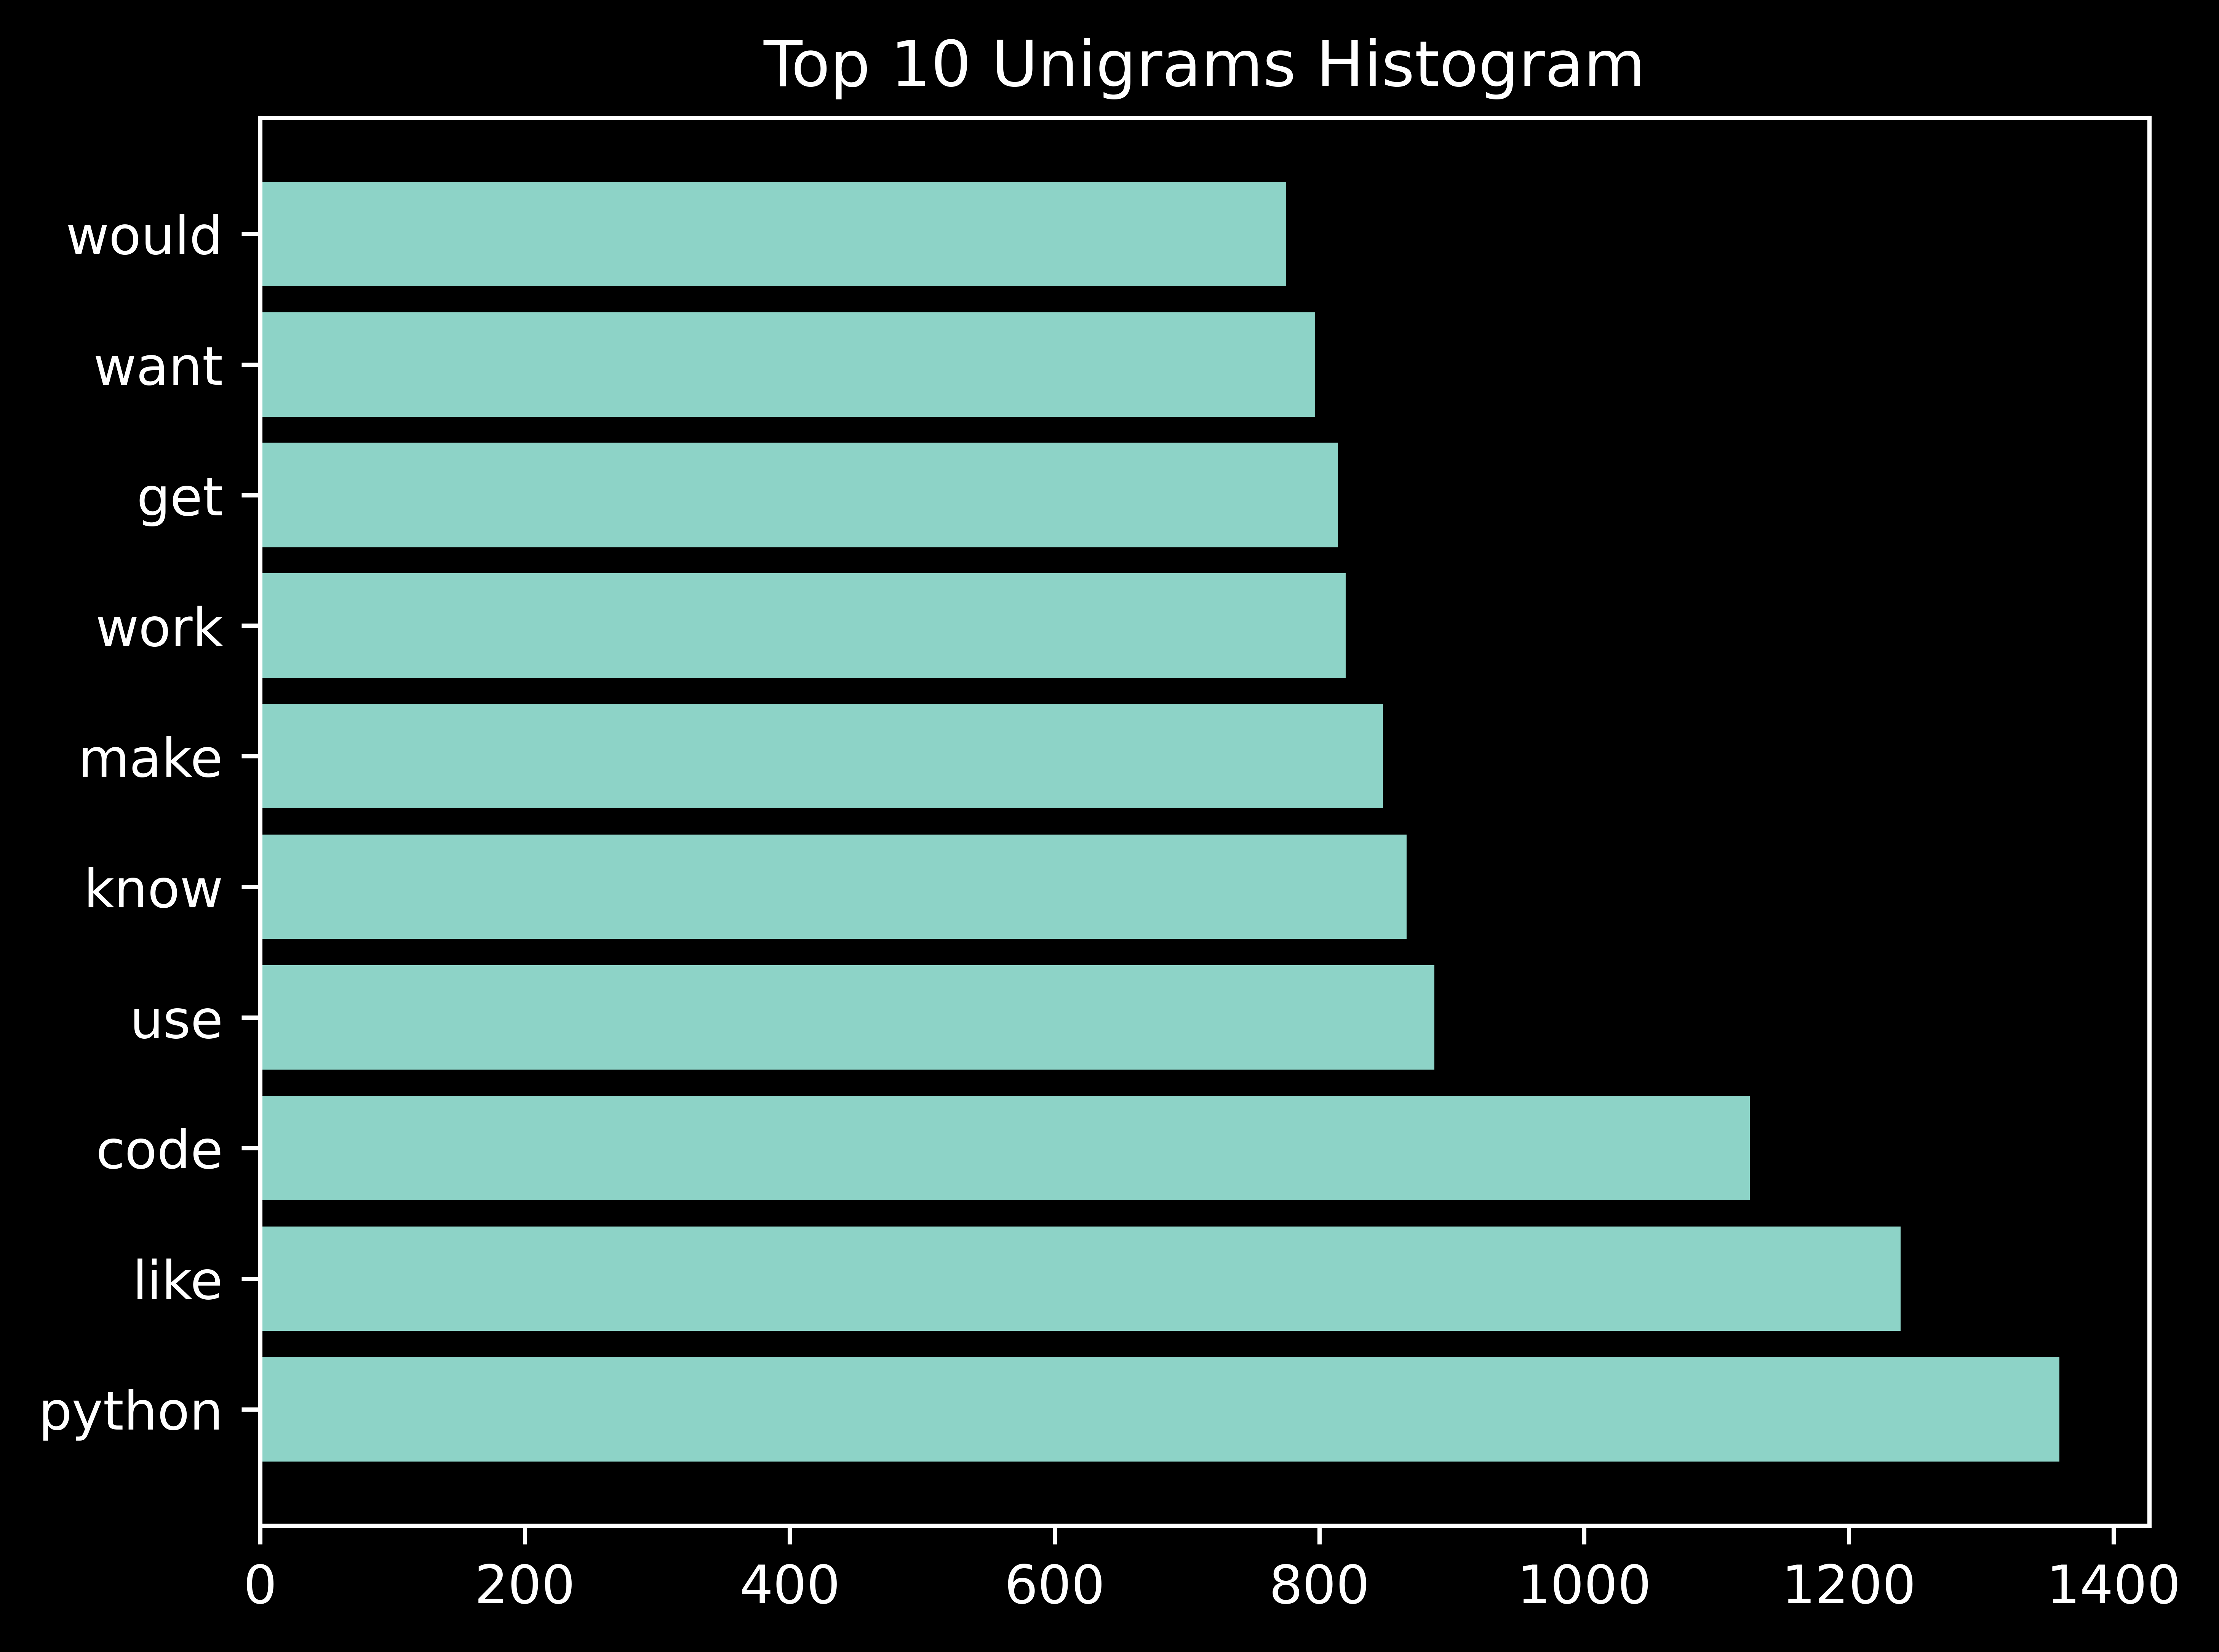 Top 10 Unigrams Histogram
would
want
get
work
make
know
use
code
like
python
0 200 400 600 800 1000 1200 1400